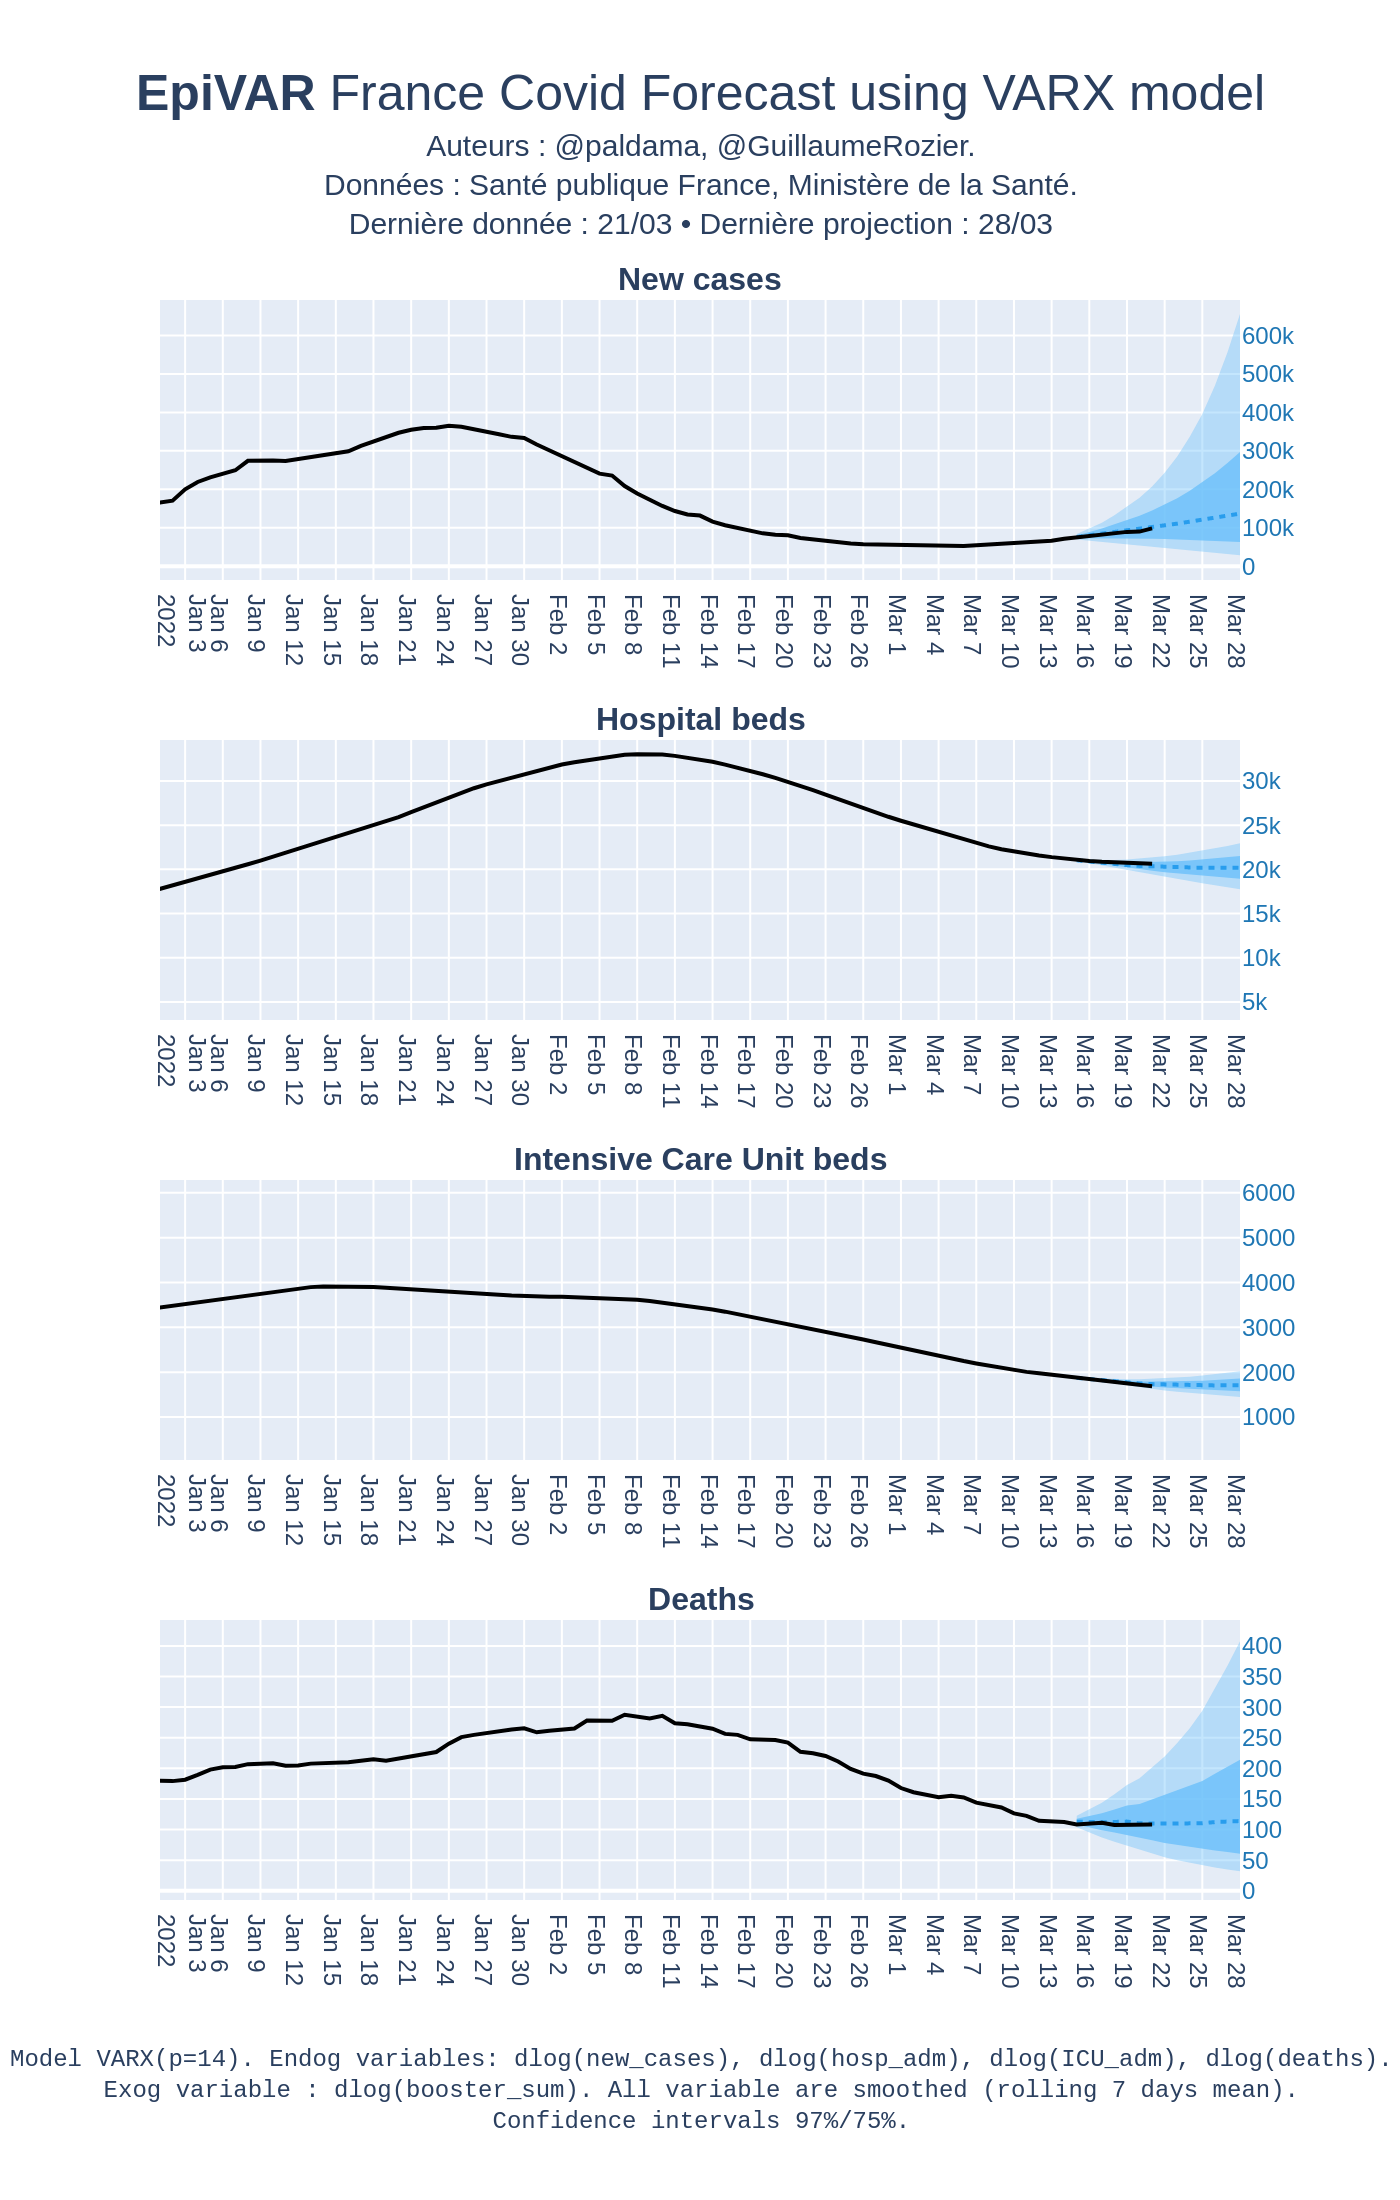 EpiVAR France Covid Forecast using VARX model
Auteurs : @paldama, @GuillaumeRozier.
Données : Santé publique France, Ministère de la Santé.
Dernière donnée : 21/03 • Dernière projection : 28/03
New cases
600k
500k
400k
300k
200k
100k
0
2022
Jan 3
Jan 6
Jan 9
Jan 12
Jan 15
Jan 18
Jan 21
Jan 24
Jan 27
Jan 30
Feb 2
Feb 5
Feb 8
Feb 11
Feb 14
Feb 17
Feb 20
Feb 23
Feb 26
Mar 1
Mar 4
Mar 7
Mar 10
Mar 13
Mar 16
Mar 19
Mar 22
Mar 25
Mar 28
Hospital beds
30k
25k
20k
15k
10k
5k
2022
Jan 3
Jan 6
Jan 9
Jan 12
Jan 15
Jan 18
Jan 21
Jan 24
Jan 27
Jan 30
Feb 2
Feb 5
Feb 8
Feb 11
Feb 14
Feb 17
Feb 20
Feb 23
Feb 26
Mar 1
Mar 4
Mar 7
Mar 10
Mar 13
Mar 16
Mar 19
Mar 22
Mar 25
Mar 28
Intensive Care Unit beds
6000
5000
4000
3000
2000
1000
2022
Jan 3
Jan 6
Jan 9
Jan 12
Jan 15
Jan 18
Jan 21
Jan 24
Jan 27
Jan 30
Feb 2
Feb 5
Feb 8
Feb 11
Feb 14
Feb 17
Feb 20
Feb 23
Feb 26
Mar 1
Mar 4
Mar 7
Mar 10
Mar 13
Mar 16
Mar 19
Mar 22
Mar 25
Mar 28
Deaths
400
350
300
250
200
150
100
50
0
2022
Jan 3
Jan 6
Jan 9
Jan 12
Jan 15
Jan 18
Jan 21
Jan 24
Jan 27
Jan 30
Feb 2
Feb 5
Feb 8
Feb 11
Feb 14
Feb 17
Feb 20
Feb 23
Feb 26
Mar 1
Mar 4
Mar 7
Mar 10
Mar 13
Mar 16
Mar 19
Mar 22
Mar 25
Mar 28
Model VARX(p=14). Endog variables: dlog(new_cases), dlog(hosp_adm), dlog(ICU_adm), dlog(deaths).
Exog variable : dlog(booster_sum). All variable are smoothed (rolling 7 days mean).
Confidence intervals 97%/75%.